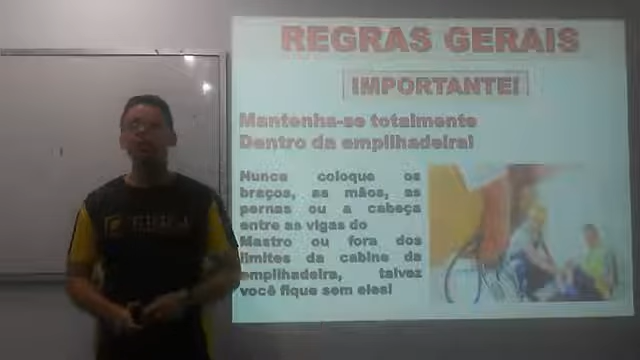 REGRAS GERAIS
IMPORTANTE!
Mantenha-se totalmente
Dentro da empilhadeira!
Nunca coloque os
braços, as mãos, as
pernas ou a cabeça
entre as vigas do
Mastro ou fora dos
limites da cabine da
empilhadeira, talvez
você fique sem eles!